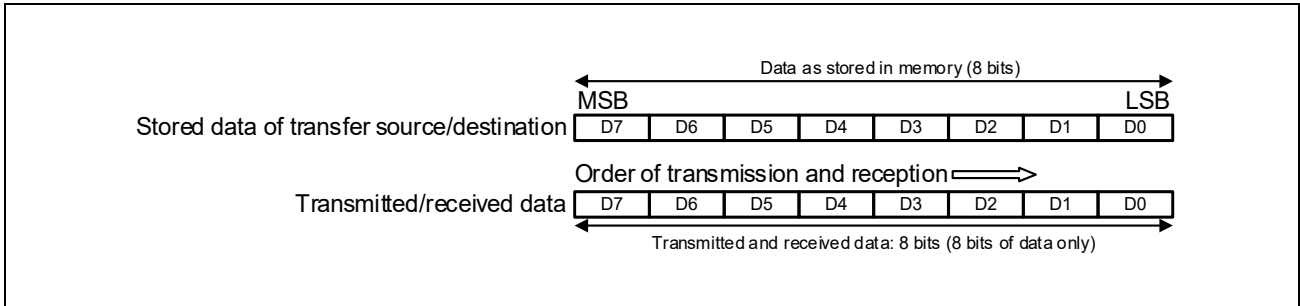 Data as stored in memory (8 bits)
MSB LSB
Stored data of transfer source/destination D7 D6 D5 D4 D3 D2 D1 D0
Order of transmission and reception
Transmitted/received data D7 D6 D5 D4 D3 D2 D1 D0
Transmitted and received data: 8 bits (8 bits of data only)